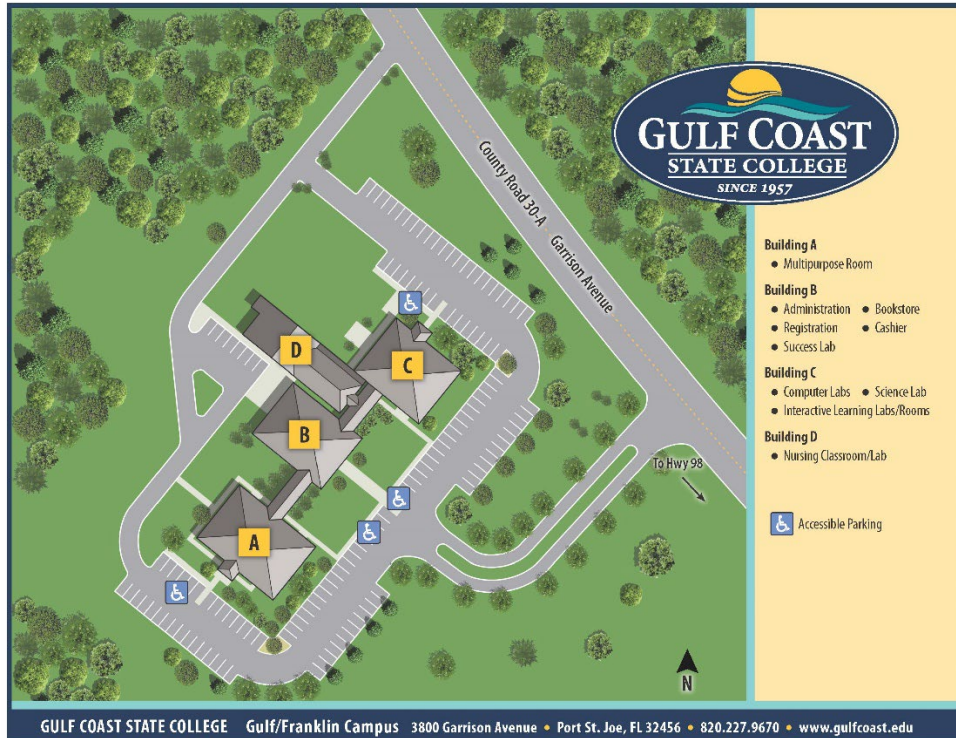 GULF COAST
STATE COLLEGE
SINCE 1957
County Road 30-A Garrison Avenue
Building A
• Multipurpose Room
Building B
• Administration • Bookstore
• Registration • Cashier
• Success Lab
Building C
• Computer Labs • Science Lab
• Interactive Learning Labs/Rooms
Building D
• Nursing Classroom/Lab
Accessible Parking
D
C
B
A
To Hwy 98
N
GULF COAST STATE COLLEGE Gulf/Franklin Campus 3800 Garrison Avenue • Port St. Joe, FL 32456 • 820.227.9670 • www.gulfcoast.edu